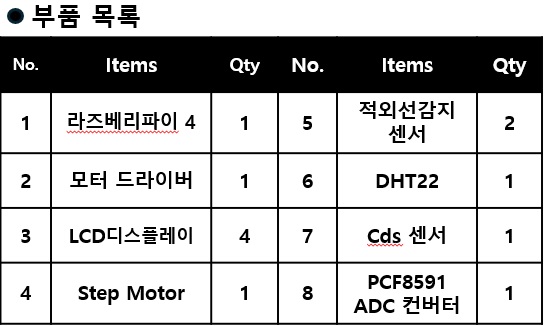 부품 목록
No. Items Qty No. Items Qty
1 라즈베리파이 4 1 5 적외선감지 센서 2
2 모터 드라이버 1 6 DHT22 1
3 LCD디스플레이 4 7 Cds 센서 1
4 Step Motor 1 8 PCF8591 ADC 컨버터 1